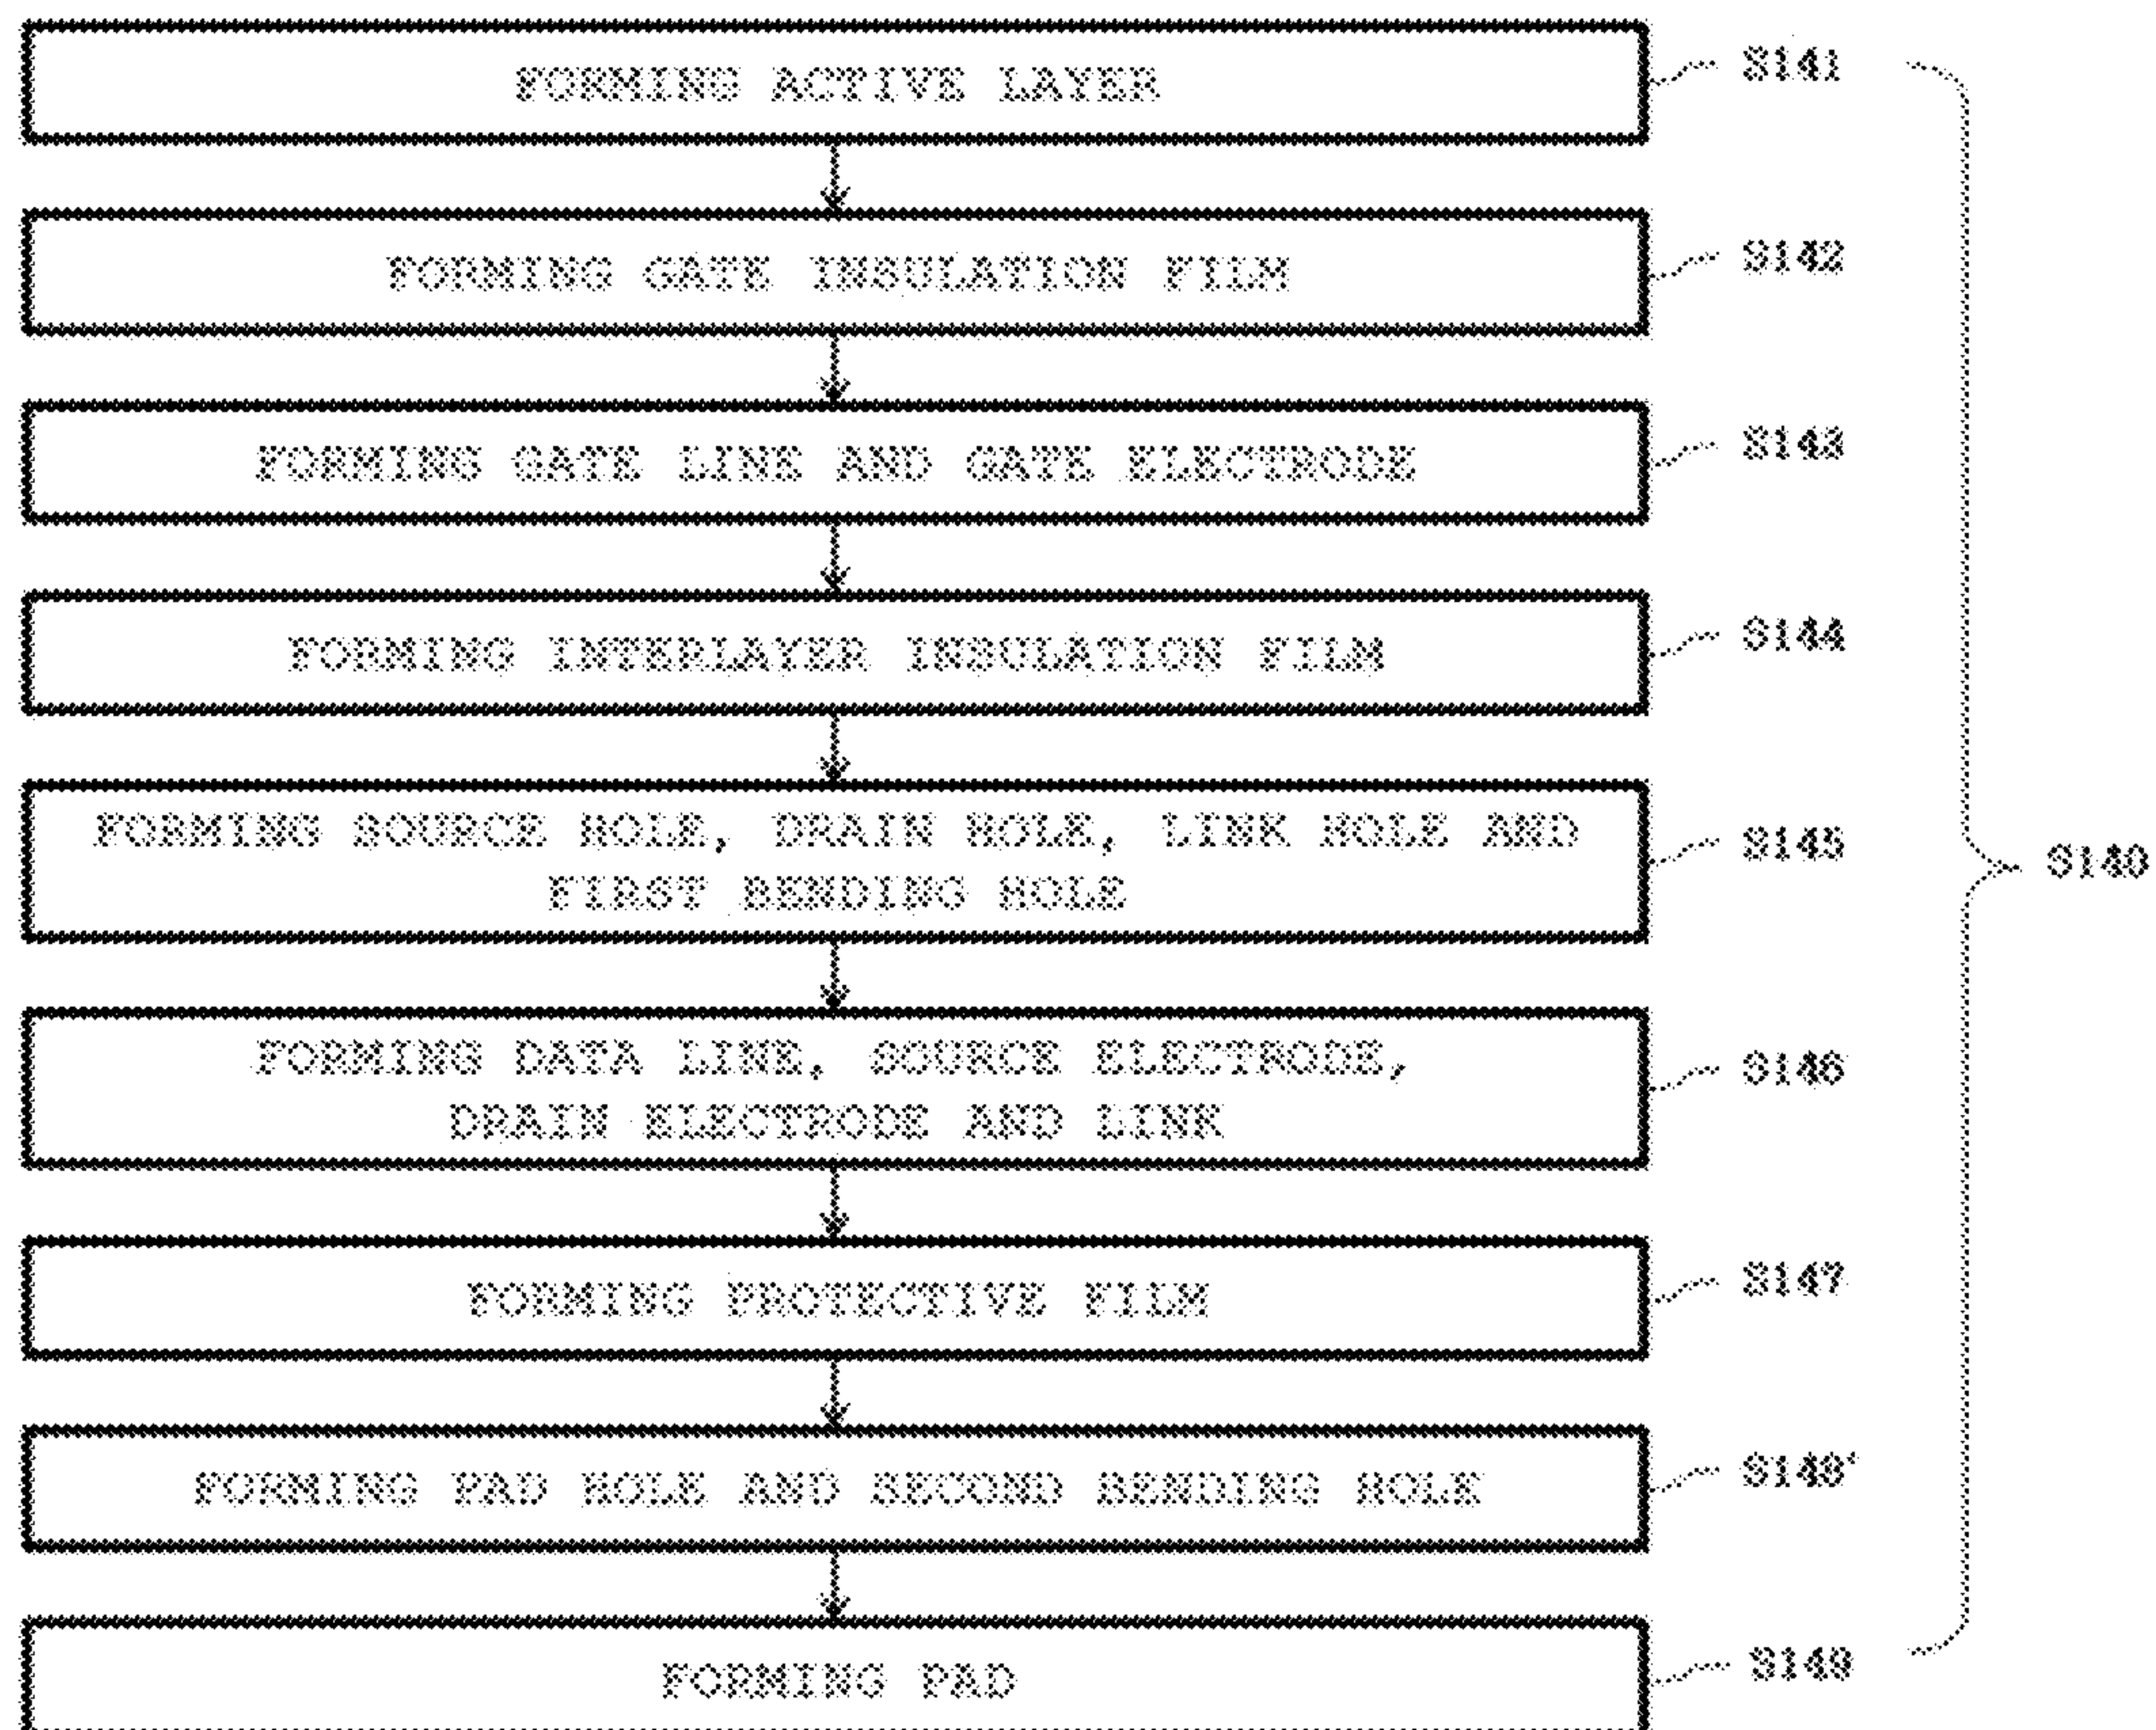 FORMING ACTIVE LAYER
S141
FORMING GATE INSULATION FILM
S142
FORMING GATE LINE AND GATE ELECTRODE
S143
FORMING INTERLAYER INSULATION FILM
S144
FORMING SOURCE HOLE, DRAIN HOLE, LINK HOLE AND
FIRST BENDING HOLE
S145
S140
FORMING DATA LINE, SOURCE ELECTRODE,
DRAIN ELECTRODE AND LINK
S146
FORMING PROTECTIVE FILM
S147
FORMING PAD HOLE AND SECOND BENDING HOLE
S148'
FORMING PAD
S149